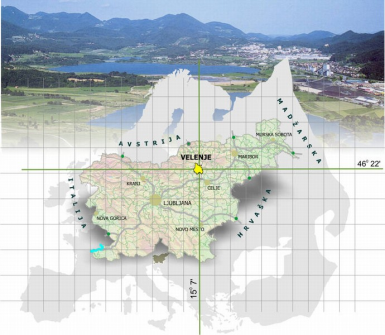 AVSTRIJA
MADŽARSKA
MURSKA SOBOTA
VELENJE
MARIBOR
46° 22'
ITALIJA
KRANJ
CELJE
LJUBLJANA
HRVAŠKA
NOVA GORICA
NOVO MESTO
15° 7'